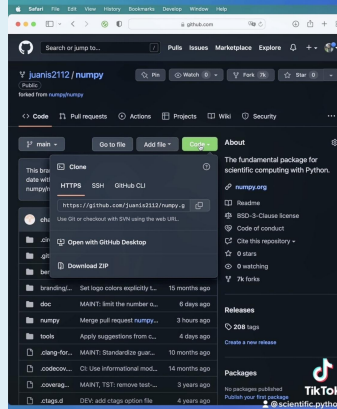 Safari File Edit View History Bookmarks Develop Window Help
github.com
Search or jump to... / Pulls Issues Marketplace Explore
juanis2112 / numpy Pin Watch 0 Fork 7k Star 0
Public
forked from numpy/numpy
Code Pull requests Actions Projects Wiki Security
main Go to file Add file Code About
The fundamental package for
scientific computing with Python.
This bra
date with
numpy/n
Clone
HTTPS SSH GitHub CLI
https://github.com/juanis2112/numpy.g
Use Git or checkout with SVN using the web URL.
Open with GitHub Desktop
Download ZIP
numpy.org
Readme
BSD-3-Clause license
Code of conduct
Cite this repository
0 stars
0 watching
7k forks
cha
.circ
.git
ber
branding/... Set logo colors explicitly t... 15 months ago
doc MAINT: limit the number o... 6 days ago
numpy Merge pull request numpy... 3 hours ago
tools Apply suggestions from c... 4 days ago
.clang-for... MAINT: Standardize guar... 10 months ago
.codecov... CI: Use informational mod... 14 months ago
.coverag... MAINT, TST: remove test-... 3 years ago
.ctags.d DEV: add ctags option file 4 years ago
Releases
208 tags
Create a new release
Packages
No packages published
Publish your first package
TikTok
@scientific.pytho